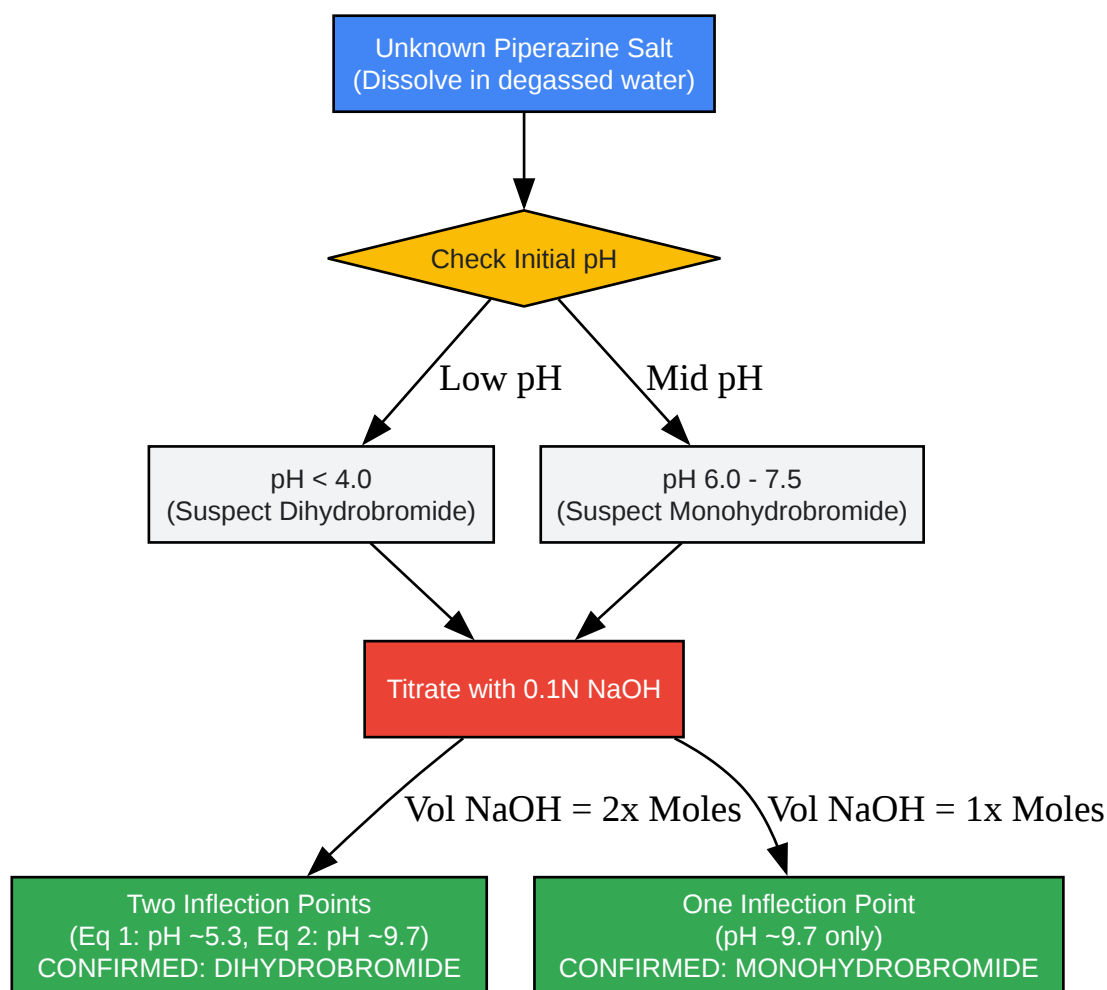 Unknown Piperazine Salt
(Dissolve in degassed water)
Check Initial pH
Low pH
Mid pH
pH < 4.0
(Suspect Dihydrobromide)
pH 6.0 - 7.5
(Suspect Monohydrobromide)
Titrate with 0.1N NaOH
Vol NaOH = 2x Moles
Vol NaOH = 1x Moles
Two Inflection Points
(Eq 1: pH ~5.3, Eq 2: pH ~9.7)
CONFIRMED: DIHYDROBROMIDE
One Inflection Point
(pH ~9.7 only)
CONFIRMED: MONOHYDROBROMIDE